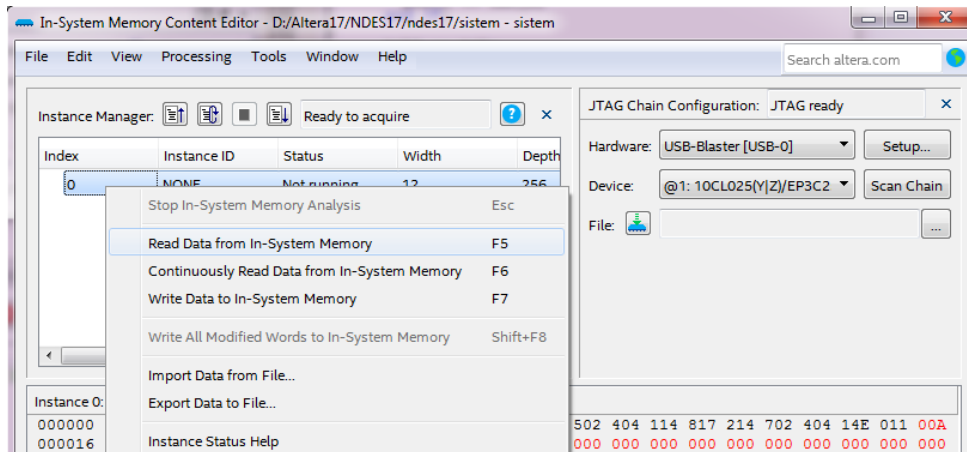 In-System Memory Content Editor - D:/Altera17/NDES17/ndes17/sistem - sistem
File Edit View Processing Tools Window Help
Search altera.com
Instance Manager: Ready to acquire
Index Instance ID Status Width Depth
0 NONE Not running 12 256
Stop In-System Memory Analysis Esc
Read Data from In-System Memory F5
Continuously Read Data from In-System Memory F6
Write Data to In-System Memory F7
Write All Modified Words to In-System Memory Shift+F8
Import Data from File...
Export Data to File...
Instance Status Help
JTAG Chain Configuration: JTAG ready
Hardware: USB-Blaster [USB-0] Setup...
Device: @1: 10CL025(Y|Z)/EP3C2 Scan Chain
File: ...
Instance 0:
000000 502 404 114 817 214 702 404 14E 011 00A
000016 000 000 000 000 000 000 000 000 000 000